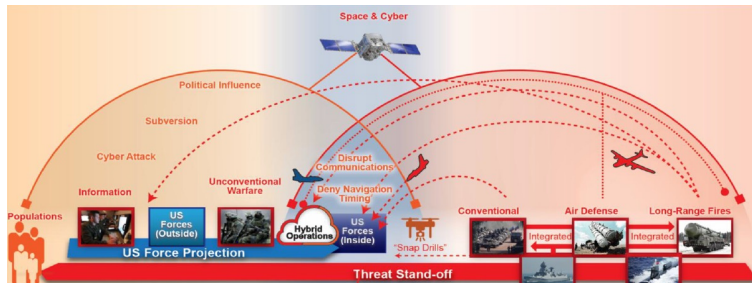 Space & Cyber
Political Influence
Subversion
Cyber Attack
Disrupt
Communications
Deny Navigation
Timing
Information
Unconventional
Warfare
Populations
US
Forces
(Outside)
Hybrid
Operations
US
Forces
(Inside)
"Snap Drills"
Conventional
Air Defense
Long-Range Fires
Integrated
Integrated
US Force Projection
Threat Stand-off